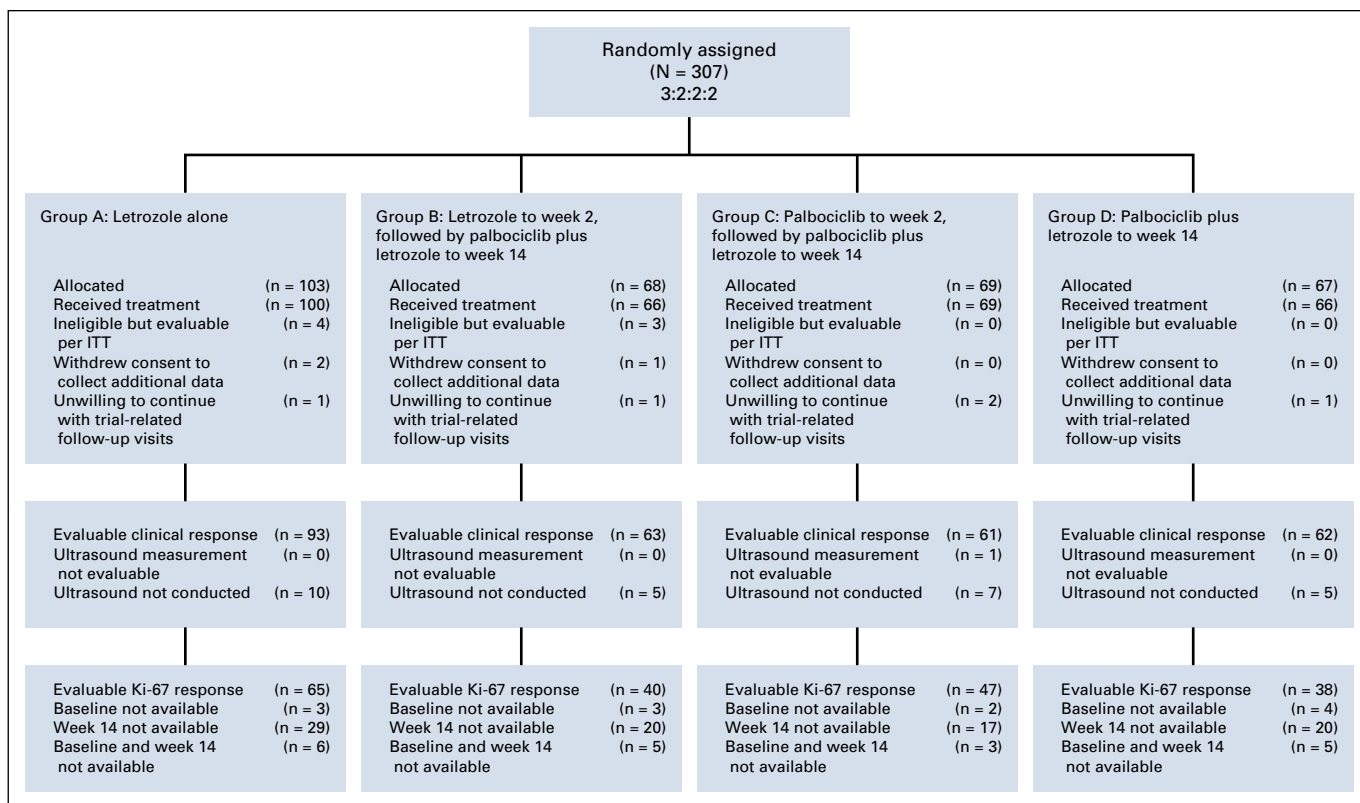 Randomly assigned
(N = 307)
3:2:2:2
Group A: Letrozole alone
Allocated (n = 103)
Received treatment (n = 100)
Ineligible but evaluable (n = 4)
per ITT
Withdrew consent to (n = 2)
collect additional data
Unwilling to continue (n = 1)
with trial-related
follow-up visits
Group B: Letrozole to week 2,
followed by palbociclib plus
letrozole to week 14
Allocated (n = 68)
Received treatment (n = 66)
Ineligible but evaluable (n = 3)
per ITT
Withdrew consent to (n = 1)
collect additional data
Unwilling to continue (n = 1)
with trial-related
follow-up visits
Group C: Palbociclib to week 2,
followed by palbociclib plus
letrozole to week 14
Allocated (n = 69)
Received treatment (n = 69)
Ineligible but evaluable (n = 0)
per ITT
Withdrew consent to (n = 0)
collect additional data
Unwilling to continue (n = 2)
with trial-related
follow-up visits
Group D: Palbociclib plus
letrozole to week 14
Allocated (n = 67)
Received treatment (n = 66)
Ineligible but evaluable (n = 0)
per ITT
Withdrew consent to (n = 0)
collect additional data
Unwilling to continue (n = 1)
with trial-related
follow-up visits
Evaluable clinical response (n = 93)
Ultrasound measurement (n = 0)
not evaluable
Ultrasound not conducted (n = 10)
Evaluable clinical response (n = 63)
Ultrasound measurement (n = 0)
not evaluable
Ultrasound not conducted (n = 5)
Evaluable clinical response (n = 61)
Ultrasound measurement (n = 1)
not evaluable
Ultrasound not conducted (n = 7)
Evaluable clinical response (n = 62)
Ultrasound measurement (n = 0)
not evaluable
Ultrasound not conducted (n = 5)
Evaluable Ki-67 response (n = 65)
Baseline not available (n = 3)
Week 14 not available (n = 29)
Baseline and week 14 (n = 6)
not available
Evaluable Ki-67 response (n = 40)
Baseline not available (n = 3)
Week 14 not available (n = 20)
Baseline and week 14 (n = 5)
not available
Evaluable Ki-67 response (n = 47)
Baseline not available (n = 2)
Week 14 not available (n = 17)
Baseline and week 14 (n = 3)
not available
Evaluable Ki-67 response (n = 38)
Baseline not available (n = 4)
Week 14 not available (n = 20)
Baseline and week 14 (n = 5)
not available